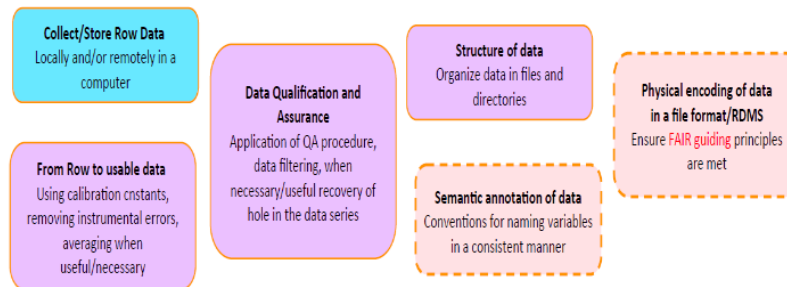 Collect/Store Row Data
Locally and/or remotely in a
computer
From Row to usable data
Using calibration cnstants,
removing instrumental errors,
averaging when
useful/necessary
Data Qualification and
Assurance
Application of QA procedure,
data filtering, when
necessary/useful recovery of
hole in the data series
Structure of data
Organize data in files and
directories
Semantic annotation of data
Conventions for naming variables
in a consistent manner
Physical encoding of data
in a file format/RDMS
Ensure FAIR guiding principles
are met